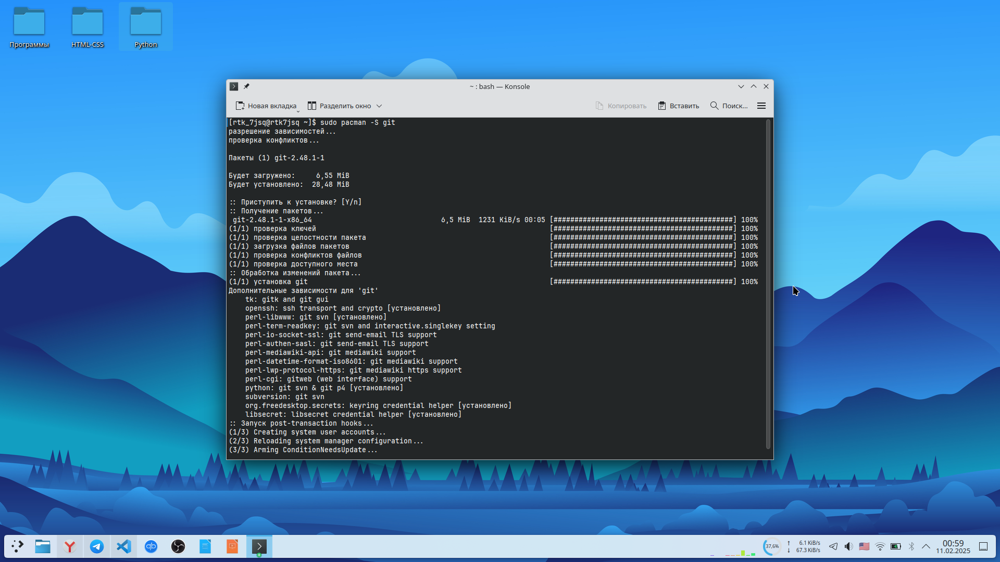 Программы
HTML-CSS
Python
~ : bash — Konsole
Новая вкладка
Разделить окно
Копировать
Вставить
Поиск...
[rtk_7jsq@rtk7jsq ~]$ sudo pacman -S git
разрешение зависимостей...
проверка конфликтов...
Пакеты (1) git-2.48.1-1
Будет загружено:     6,55 MiB
Будет установлено:  28,48 MiB
:: Приступить к установке? [Y/n]
:: Получение пакетов...
git-2.48.1-1-x86_64                               6,5 MiB  1231 KiB/s 00:05 [###########################################] 100%
(1/1) проверка ключей                                                        [###########################################] 100%
(1/1) проверка целостности пакета                                            [###########################################] 100%
(1/1) загрузка файлов пакетов                                                [###########################################] 100%
(1/1) проверка конфликтов файлов                                             [###########################################] 100%
(1/1) проверка доступного места                                              [###########################################] 100%
:: Обработка изменений пакета...
(1/1) установка git                                                          [###########################################] 100%
Дополнительные зависимости для 'git'
    tk: gitk and git gui
    openssh: ssh transport and crypto [установлено]
    perl-libwww: git svn [установлено]
    perl-term-readkey: git svn and interactive.singlekey setting
    perl-io-socket-ssl: git send-email TLS support
    perl-authen-sasl: git send-email TLS support
    perl-mediawiki-api: git mediawiki support
    perl-datetime-format-iso8601: git mediawiki support
    perl-lwp-protocol-https: git mediawiki https support
    perl-cgi: gitweb (web interface) support
    python: git svn & git p4 [установлено]
    subversion: git svn
    org.freedesktop.secrets: keyring credential helper [установлено]
    libsecret: libsecret credential helper [установлено]
:: Запуск post-transaction hooks...
(1/3) Creating system user accounts...
(2/3) Reloading system manager configuration...
(3/3) Arming ConditionNeedsUpdate...
qb
37,6%
↑ 6.1 KiB/s
↓ 67.3 KiB/s
00:59
11.02.2025